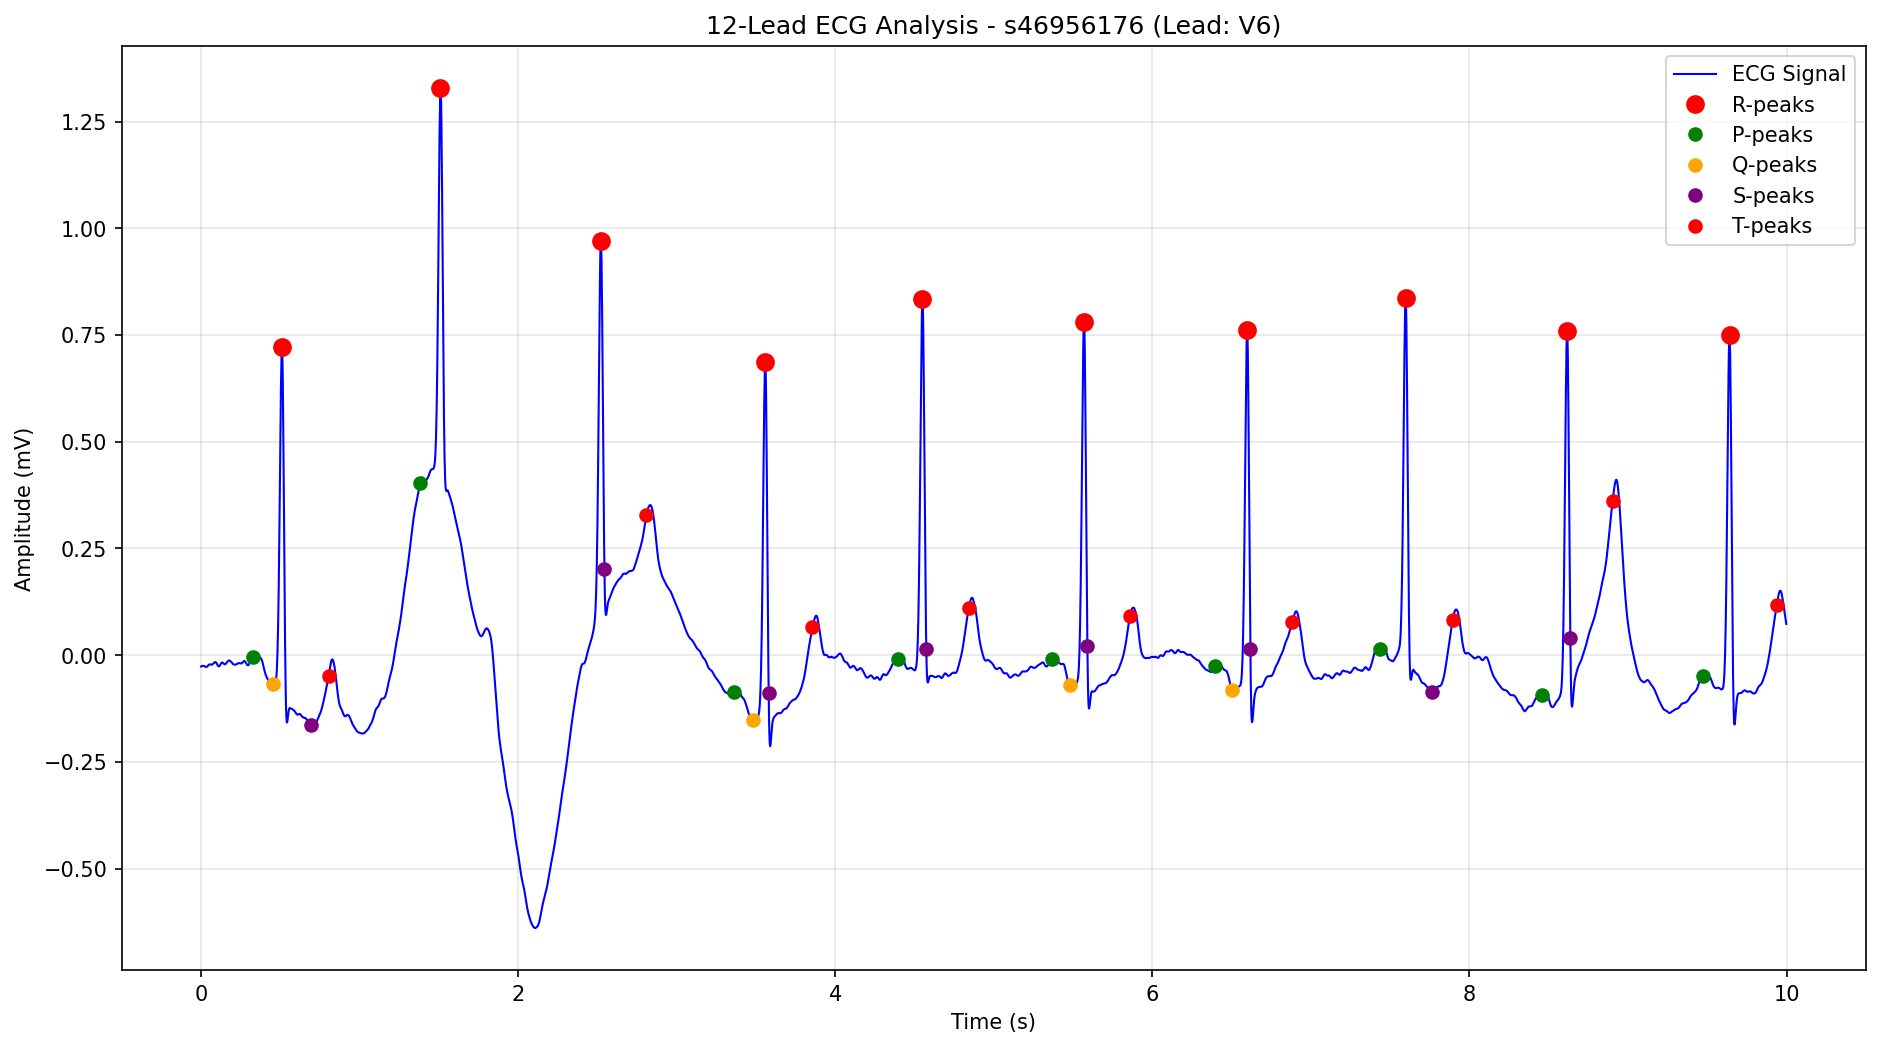 12-Lead ECG Analysis - s46956176 (Lead: V6)
ECG Signal
R-peaks
P-peaks
Q-peaks
S-peaks
T-peaks
Amplitude (mV)
1.25
1.00
0.75
0.50
0.25
0.00
−0.25
−0.50
0 2 4 6 8 10
Time (s)